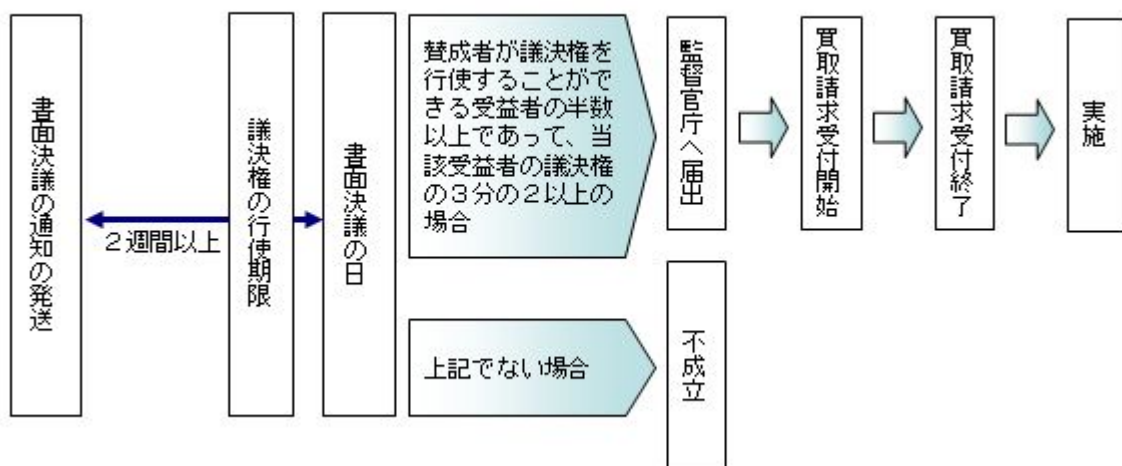 書面決議の通知の発送
２週間以上
議決権の行使期限
書面決議の日
賛成者が議決権を
行使することがで
きる受益者の半数
以上であって、当
該受益者の議決権
の３分の２以上の
場合
監督官庁へ届出
買取請求受付開始
買取請求受付終了
実施
上記でない場合
不成立